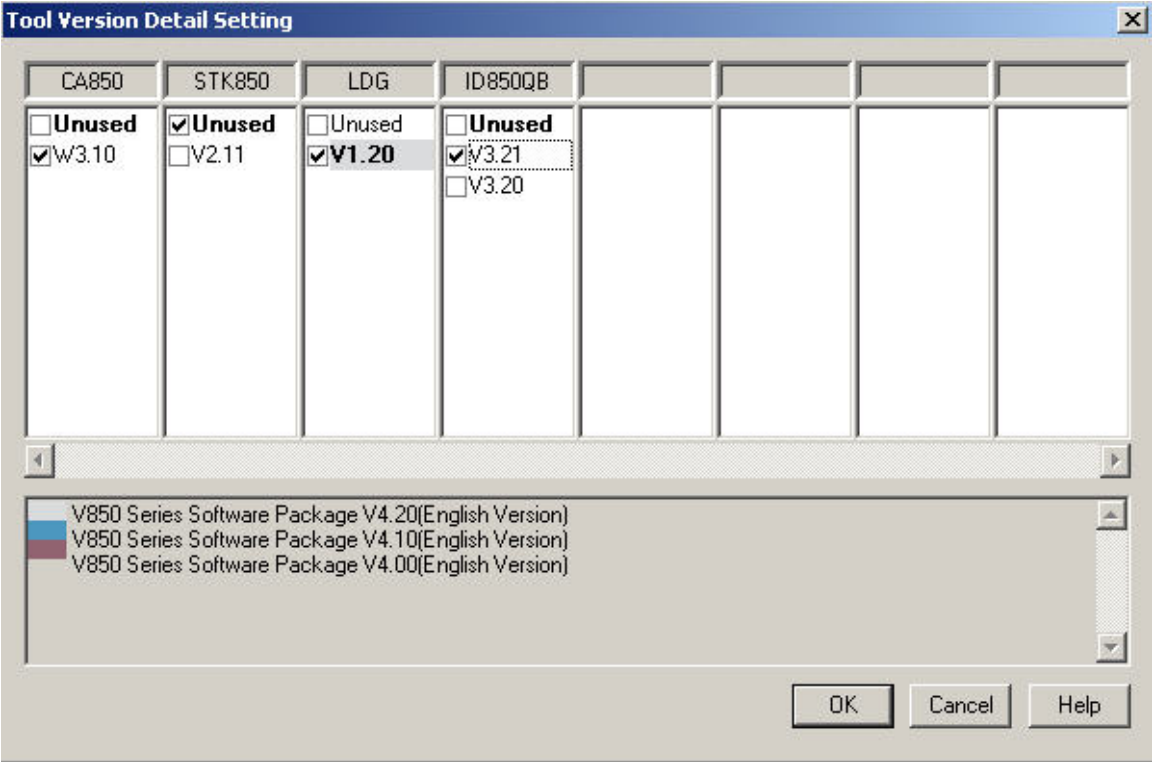 Tool Version Detail Setting
CA850 STK850 LDG ID850QB
Unused Unused Unused Unused
W3.10 V2.11 V1.20 V3.21
V3.20
V850 Series Software Package V4.20(English Version)
V850 Series Software Package V4.10(English Version)
V850 Series Software Package V4.00(English Version)
OK Cancel Help